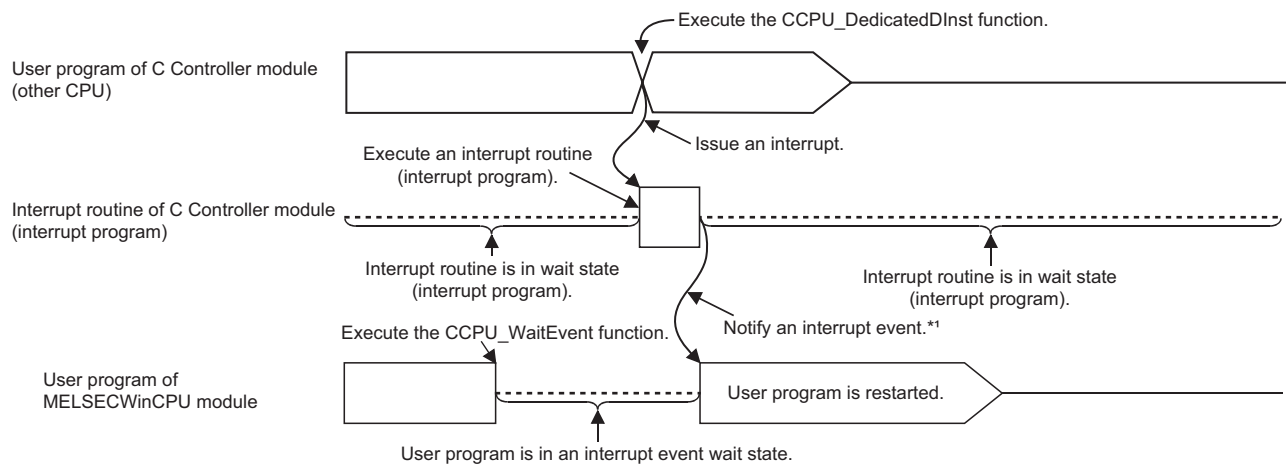 Execute the CCPU_DedicatedDInst function.
User program of C Controller module
(other CPU)
Issue an interrupt.
Execute an interrupt routine
(interrupt program).
Interrupt routine of C Controller module
(interrupt program)
Interrupt routine is in wait state
(interrupt program).
Interrupt routine is in wait state
(interrupt program).
Notify an interrupt event.*¹
Execute the CCPU_WaitEvent function.
User program of
MELSECWinCPU module
User program is restarted.
User program is in an interrupt event wait state.